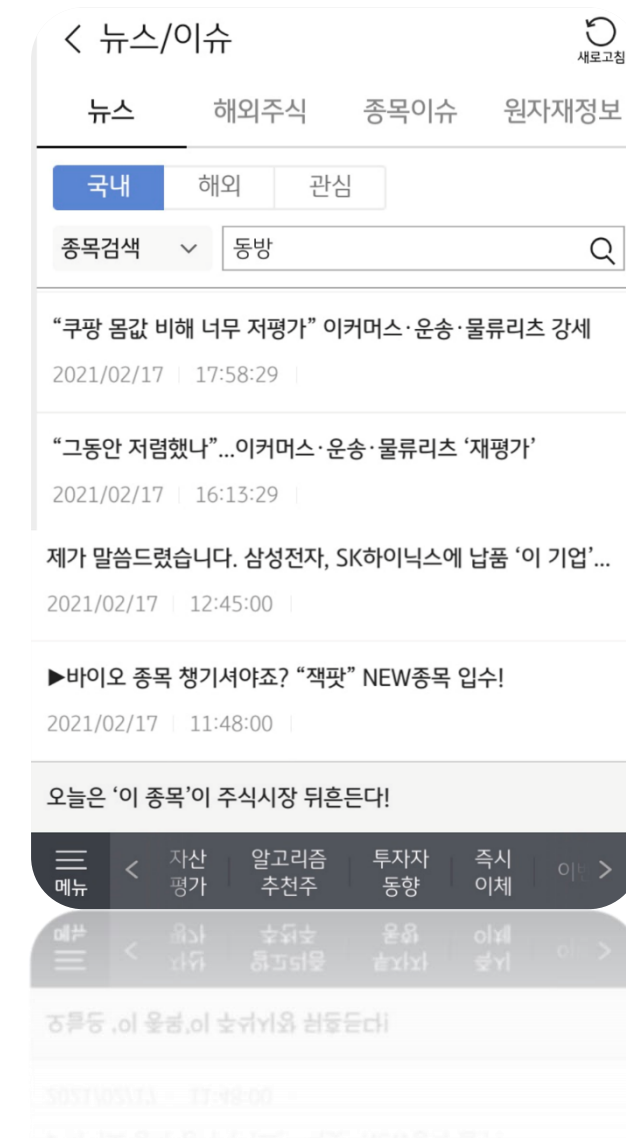 뉴스/이슈
새로고침
뉴스 해외주식 종목이슈 원자재정보
국내 해외 관심
종목검색 동방
“쿠팡 몸값 비해 너무 저평가” 이커머스·운송·물류리츠 강세
2021/02/17 17:58:29
“그동안 저렴했나”...이커머스·운송·물류리츠 ‘재평가’
2021/02/17 16:13:29
제가 말씀드렸습니다. 삼성전자, SK하이닉스에 납품 ‘이 기업’...
2021/02/17 12:45:00
▶바이오 종목 챙기셔야죠? “잭팟” NEW종목 입수!
2021/02/17 11:48:00
오늘은 ‘이 종목’이 주식시장 뒤흔든다!
메뉴 자산 평가 알고리즘 추천주 투자자 동향 즉시 이체